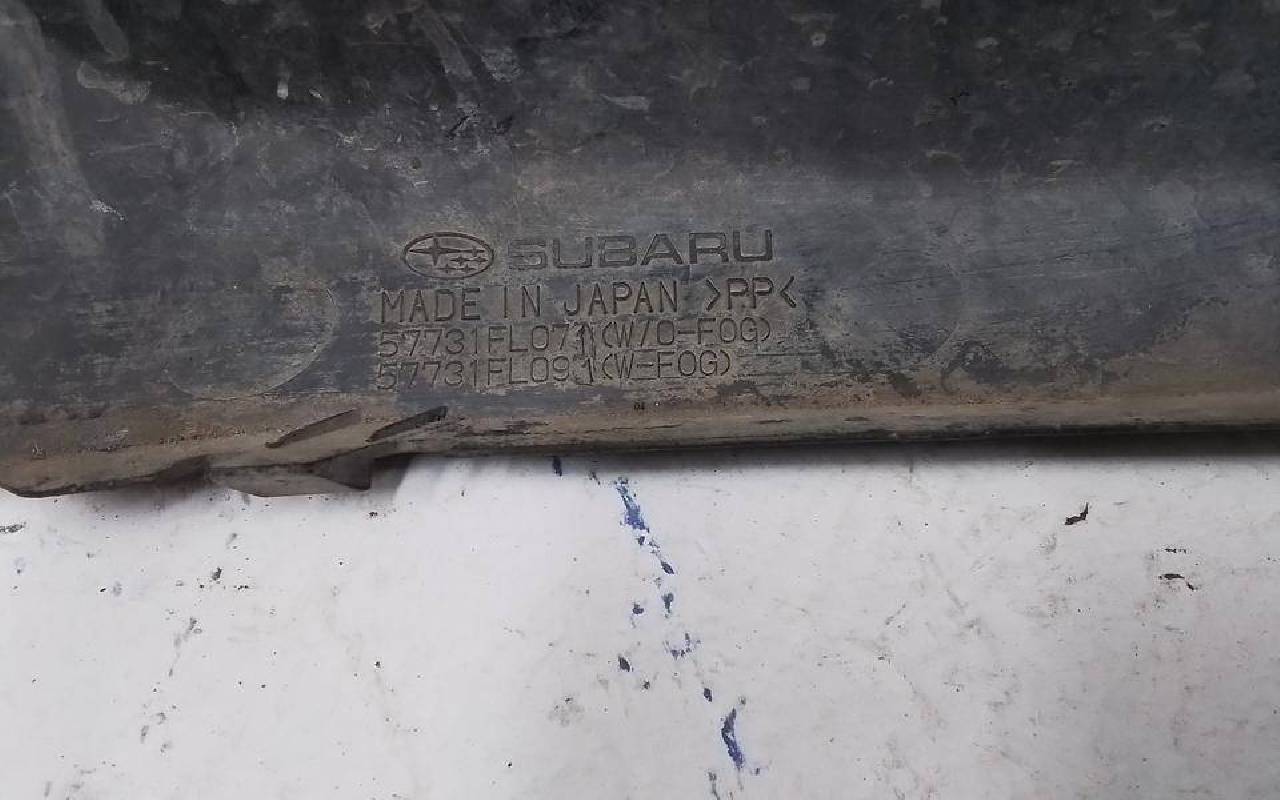 SUBARU
MADE IN JAPAN >PP<
57731FL071(W/O-FOG)
57731FL091(W-FOG)